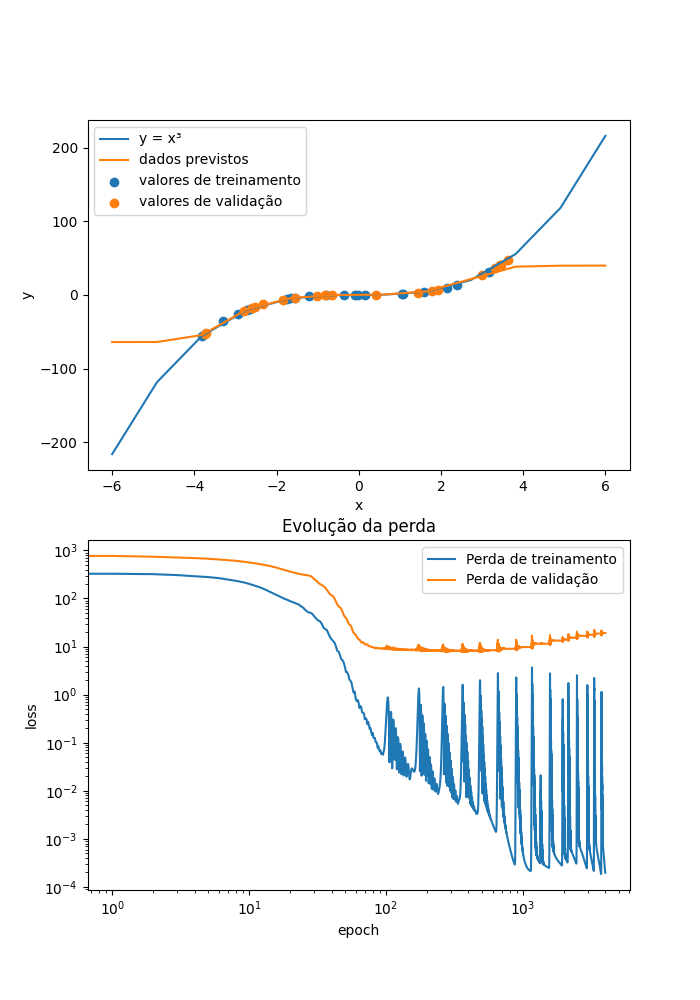 y = x³
dados previstos
valores de treinamento
valores de validação
200
100
0
−100
−200
y
−6 −4 −2 0 2 4 6
x
Evolução da perda
Perda de treinamento
Perda de validação
10³
10²
10¹
10⁰
10⁻¹
10⁻²
10⁻³
10⁻⁴
loss
10⁰ 10¹ 10² 10³
epoch